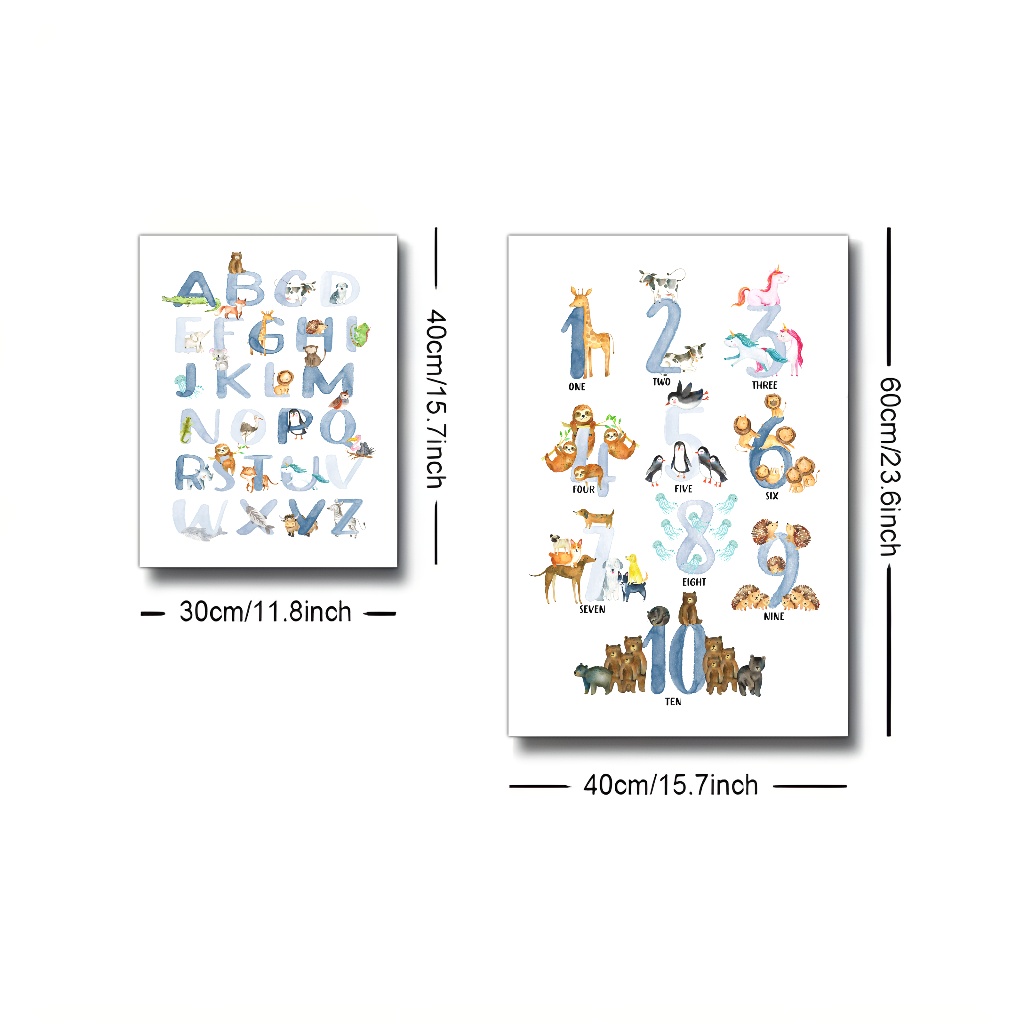 A B C D
E F G H I
J K L M
N O P Q
R S T U V
W X Y Z
40cm/15.7inch
30cm/11.8inch
1
ONE
2
TWO
3
THREE
4
FOUR
5
FIVE
6
SIX
7
SEVEN
8
EIGHT
9
NINE
10
TEN
60cm/23.6inch
40cm/15.7inch